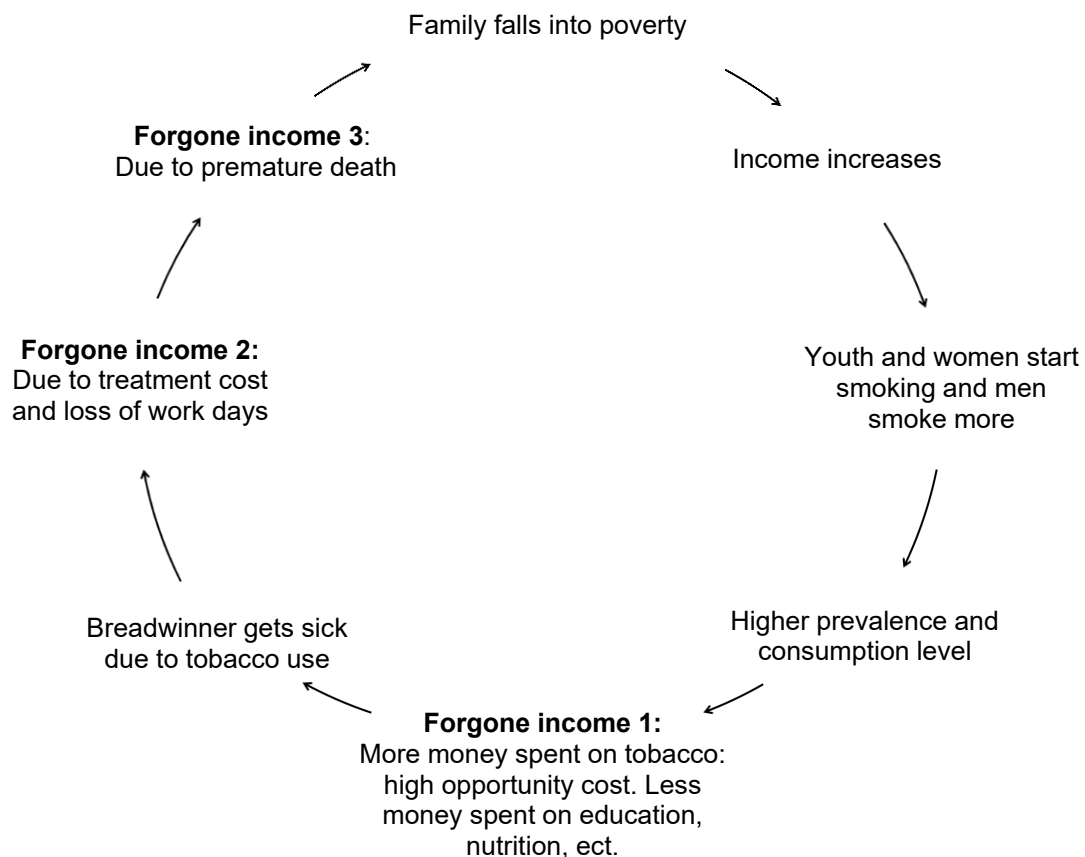 Family falls into poverty
Income increases
Youth and women start
smoking and men
smoke more
Higher prevalence and
consumption level
Forgone income 1:
More money spent on tobacco:
high opportunity cost. Less
money spent on education,
nutrition, ect.
Breadwinner gets sick
due to tobacco use
Forgone income 2:
Due to treatment cost
and loss of work days
Forgone income 3:
Due to premature death